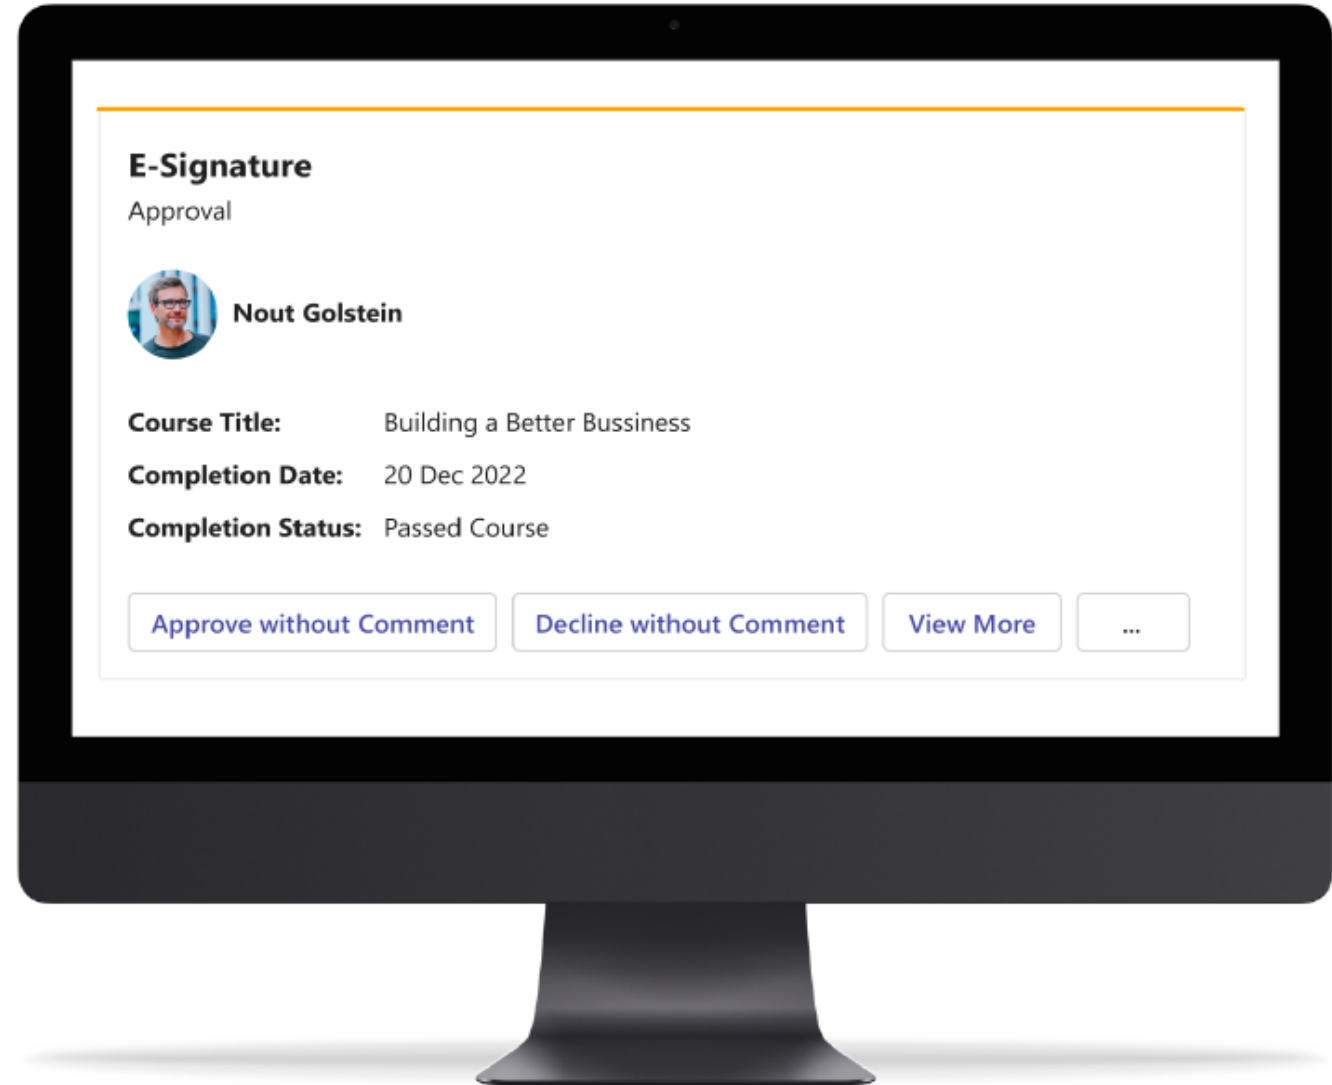 E-Signature
Approval
Nout Golstein
Course Title: Building a Better Bussiness
Completion Date: 20 Dec 2022
Completion Status: Passed Course
Approve without Comment Decline without Comment View More ...